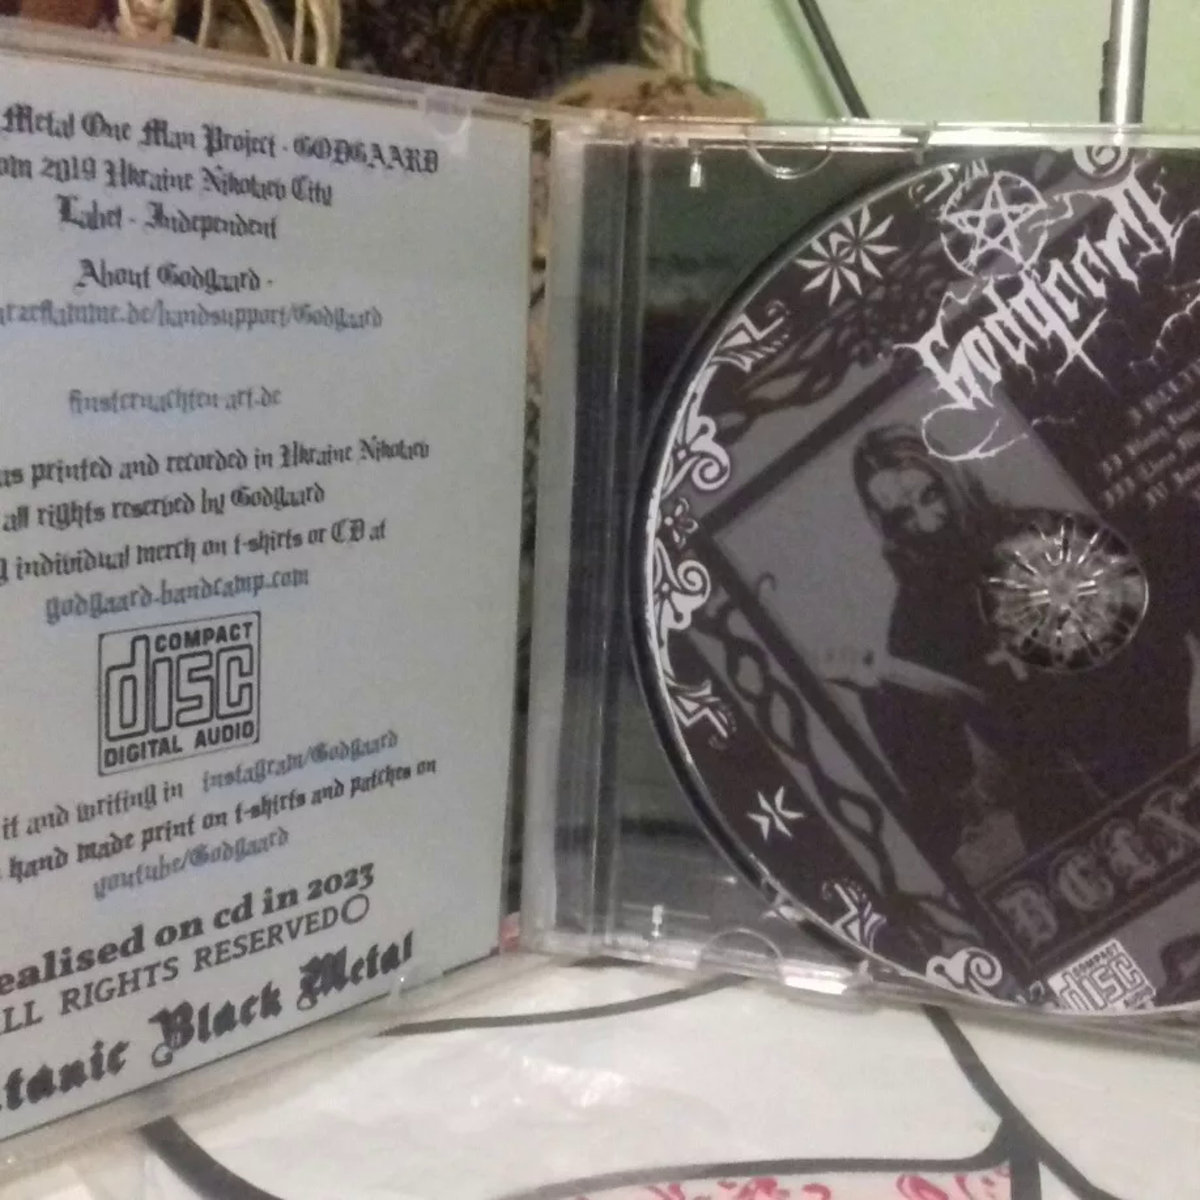 Metal One Man Project - GODGAARD
2019 Ukraine Nikolaev City
Label - Independent
About Godgaard -
/bandsupport/Godgaard
finsternachten-art.de
printed and recorded in Ukraine Nikolaev
all rights reserved by Godgaard
individual merch on t-shirts or CD at
godgaard-bandcamp.com
COMPACT
disc
DIGITAL AUDIO
it and writing in instagram/Godgaard
hand made print on t-shirts and patches on
youtube/Godgaard
ealised on cd in 2023
LL RIGHTS RESERVED
tanic Black Metal
Godgaard
COMPACT
disc